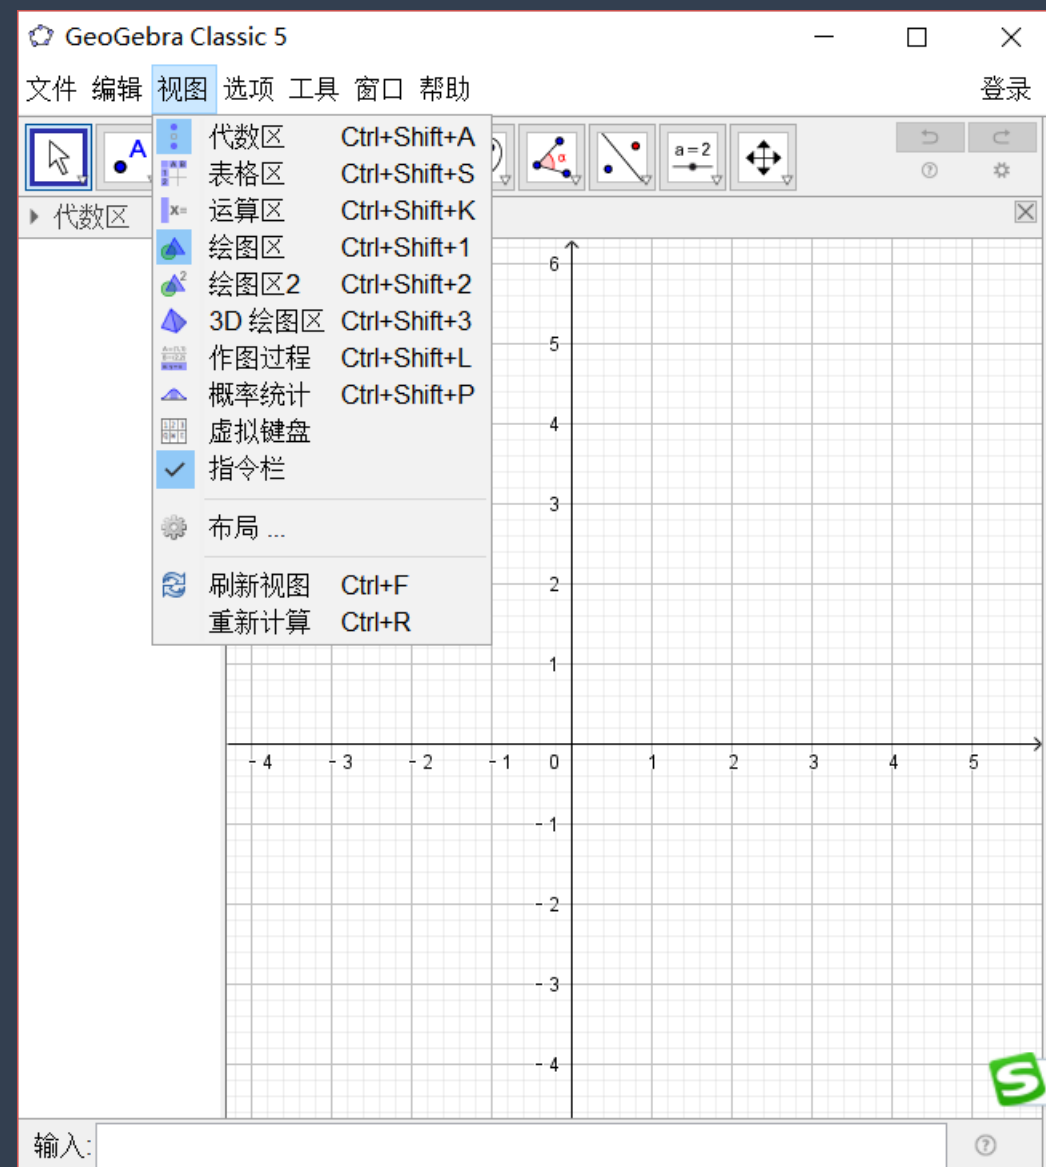 GeoGebra Classic 5
文件 编辑 视图 选项 工具 窗口 帮助 登录
A α a=2
代数区 Ctrl+Shift+A
表格区 Ctrl+Shift+S
运算区 Ctrl+Shift+K
绘图区 Ctrl+Shift+1
绘图区2 Ctrl+Shift+2
3D 绘图区 Ctrl+Shift+3
作图过程 Ctrl+Shift+L
概率统计 Ctrl+Shift+P
虚拟键盘
指令栏
布局 ...
刷新视图 Ctrl+F
重新计算 Ctrl+R
代数区
6
5
4
3
2
1
-4 -3 -2 -1 0 1 2 3 4 5
-1
-2
-3
-4
S
输入: